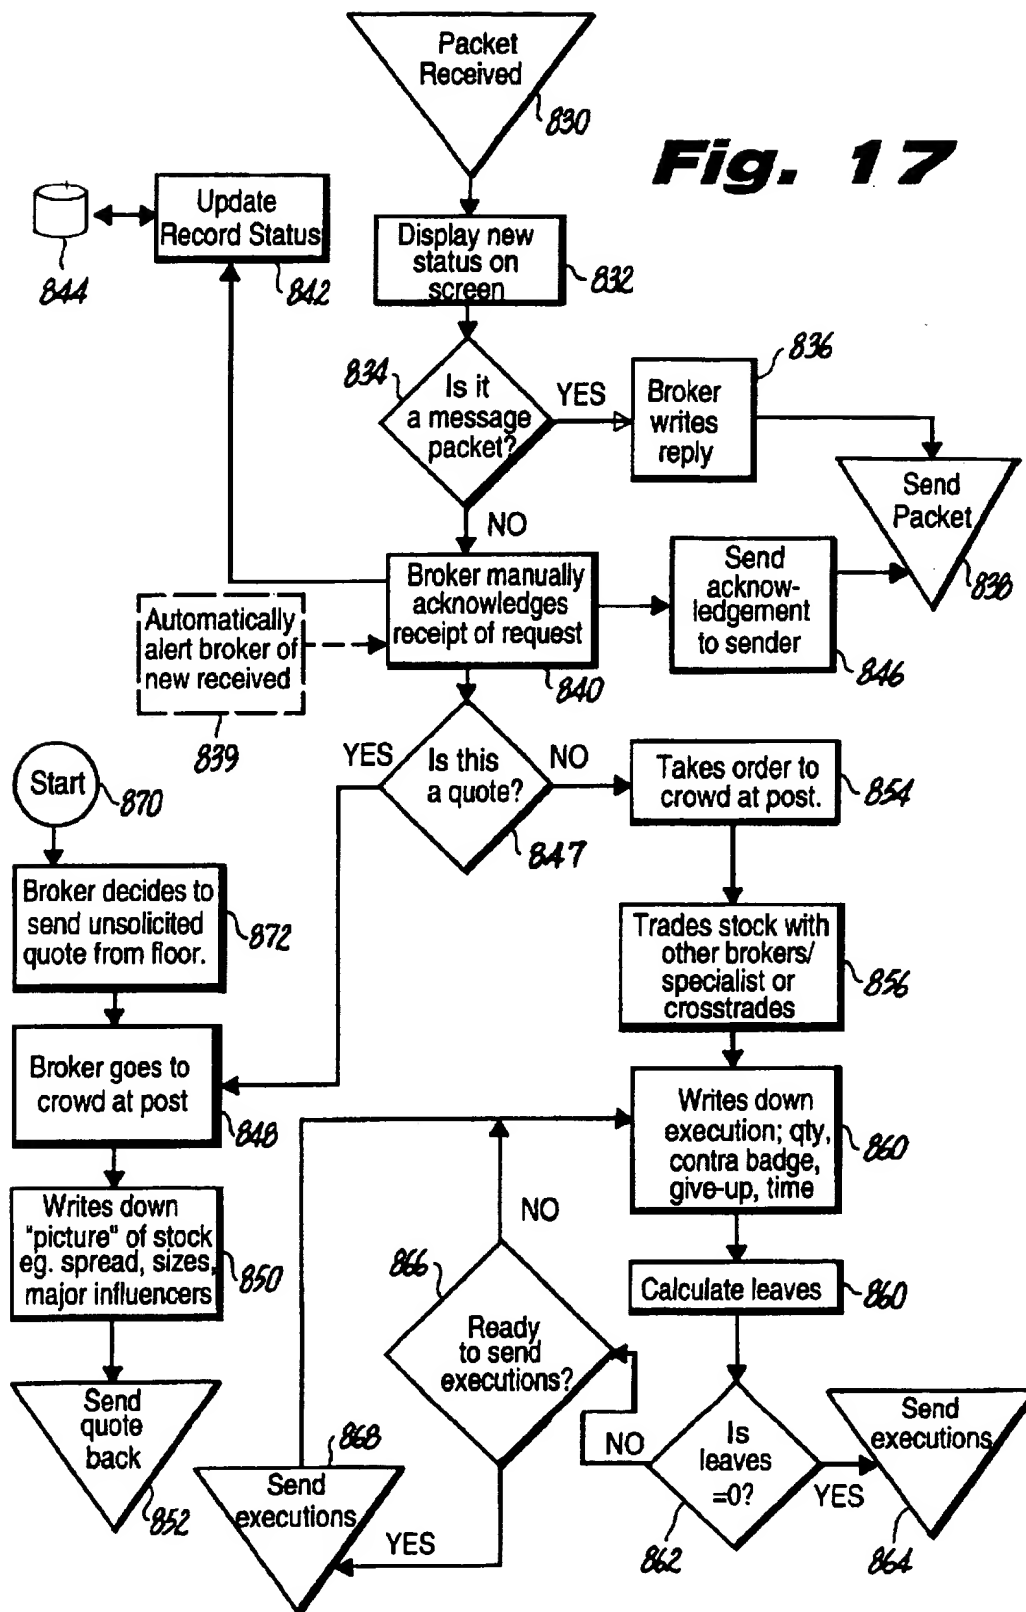 Packet
Received
830
Fig. 17
Update
Record Status
842
844
Display new
status on
screen
832
834
Is it
a message
packet?
YES
836
Broker
writes
reply
Send
Packet
838
NO
Broker manually
acknowledges
receipt of request
840
Automatically
alert broker of
new received
839
Send
acknow-
ledgement
to sender
846
YES
Is this
a quote?
847
NO
Takes order to
crowd at post.
854
Start
870
Broker decides to
send unsolicited
quote from floor.
872
Trades stock with
other brokers/
specialist or
crosstrades
856
Broker goes to
crowd at post
848
Writes down
execution; qty,
contra badge,
give-up, time
860
Writes down
"picture" of stock
eg. spread, sizes,
major influencers
850
NO
866
Ready
to send
executions?
Calculate leaves
860
Send
quote
back
852
868
Send
executions
YES
NO
Is
leaves
=0?
862
YES
Send
executions
864